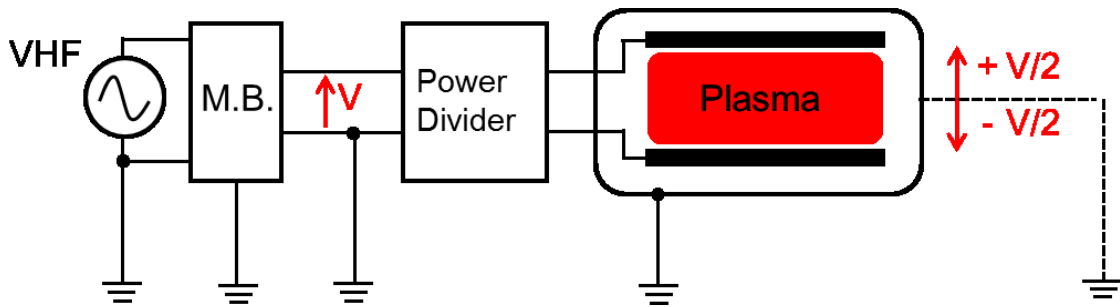 VHF
M.B.
V
Power
Divider
Plasma
+ V/2
- V/2